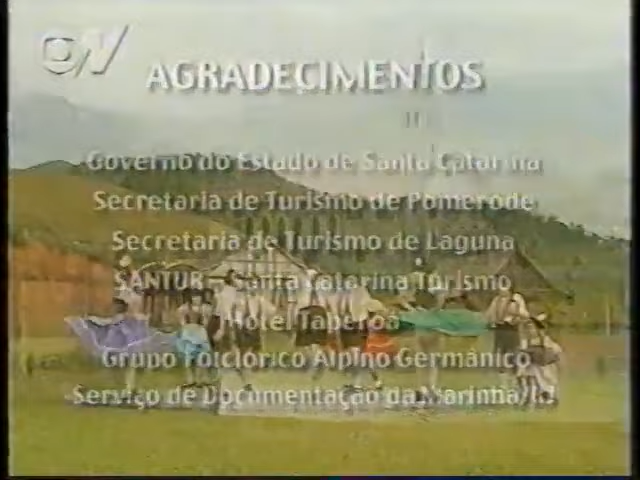 AGRADECIMENTOS
Governo do Estado de Santa Catarina
Secretaria de Turismo de Pomerode
Secretaria de Turismo de Laguna
SANTUR - Santa Catarina Turismo
Hotel Taperoá
Grupo Folclórico Alpino Germânico
Serviço de Documentação da Marinha